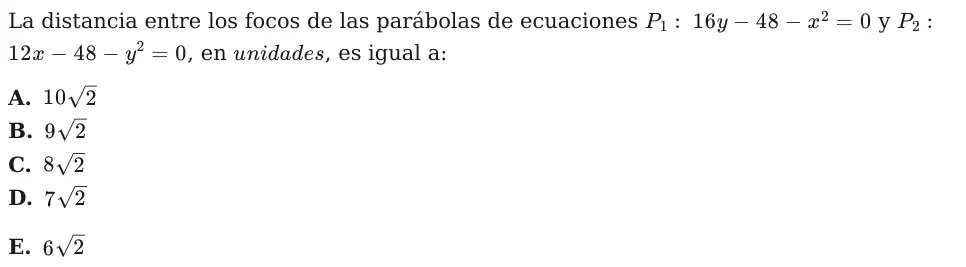 La distancia entre los focos de las parábolas de ecuaciones P₁ : 16y − 48 − x² = 0 y P₂ :
12x − 48 − y² = 0, en unidades, es igual a:
A. 10√2
B. 9√2
C. 8√2
D. 7√2
E. 6√2